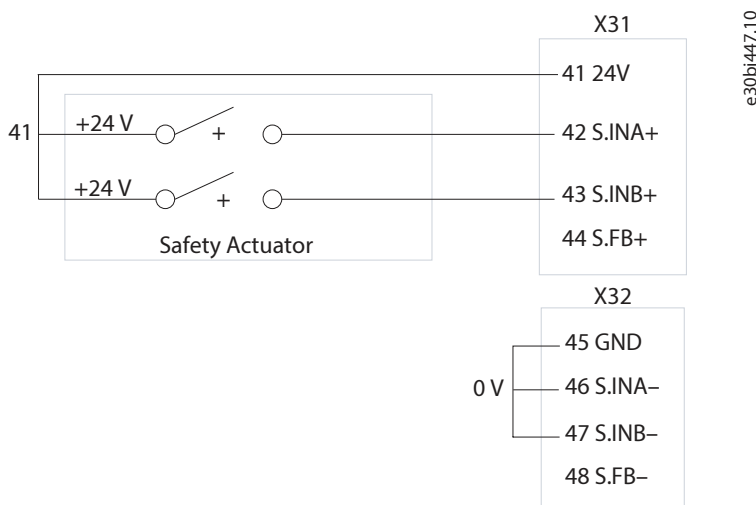 X31
41 24V
41
+24 V
+
42 S.INA+
+24 V
+
43 S.INB+
44 S.FB+
Safety Actuator
X32
45 GND
0 V
46 S.INA–
47 S.INB–
48 S.FB–
e30bi447.10